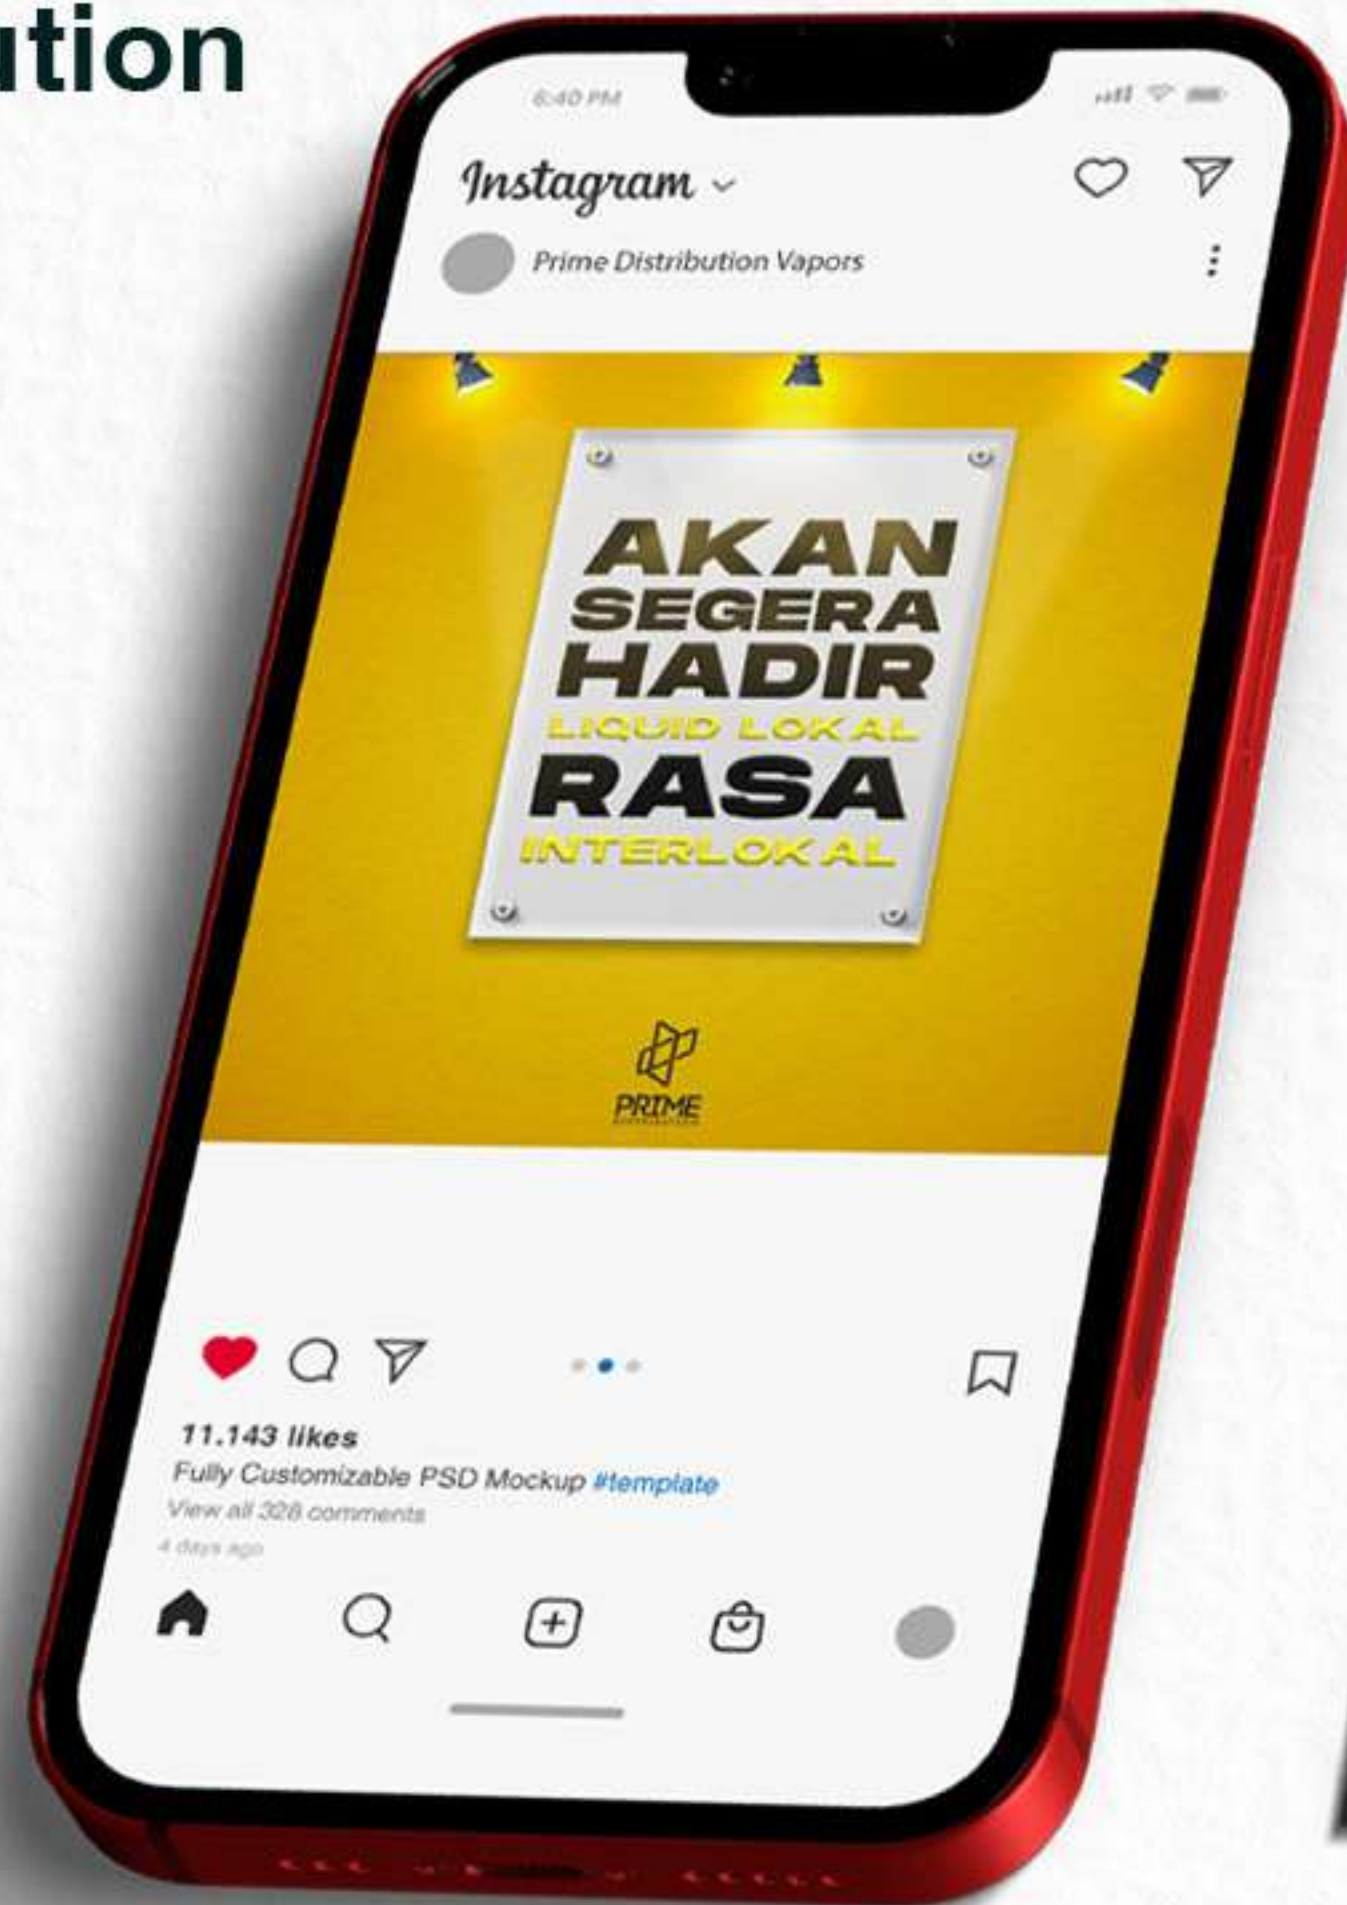 ution
6:40 PM
Instagram
Prime Distribution Vapors
AKAN
SEGERA
HADIR
LIQUID LOKAL
RASA
INTERLOKAL
PRIME
11.143 likes
Fully Customizable PSD Mockup #template
View all 328 comments
4 days ago